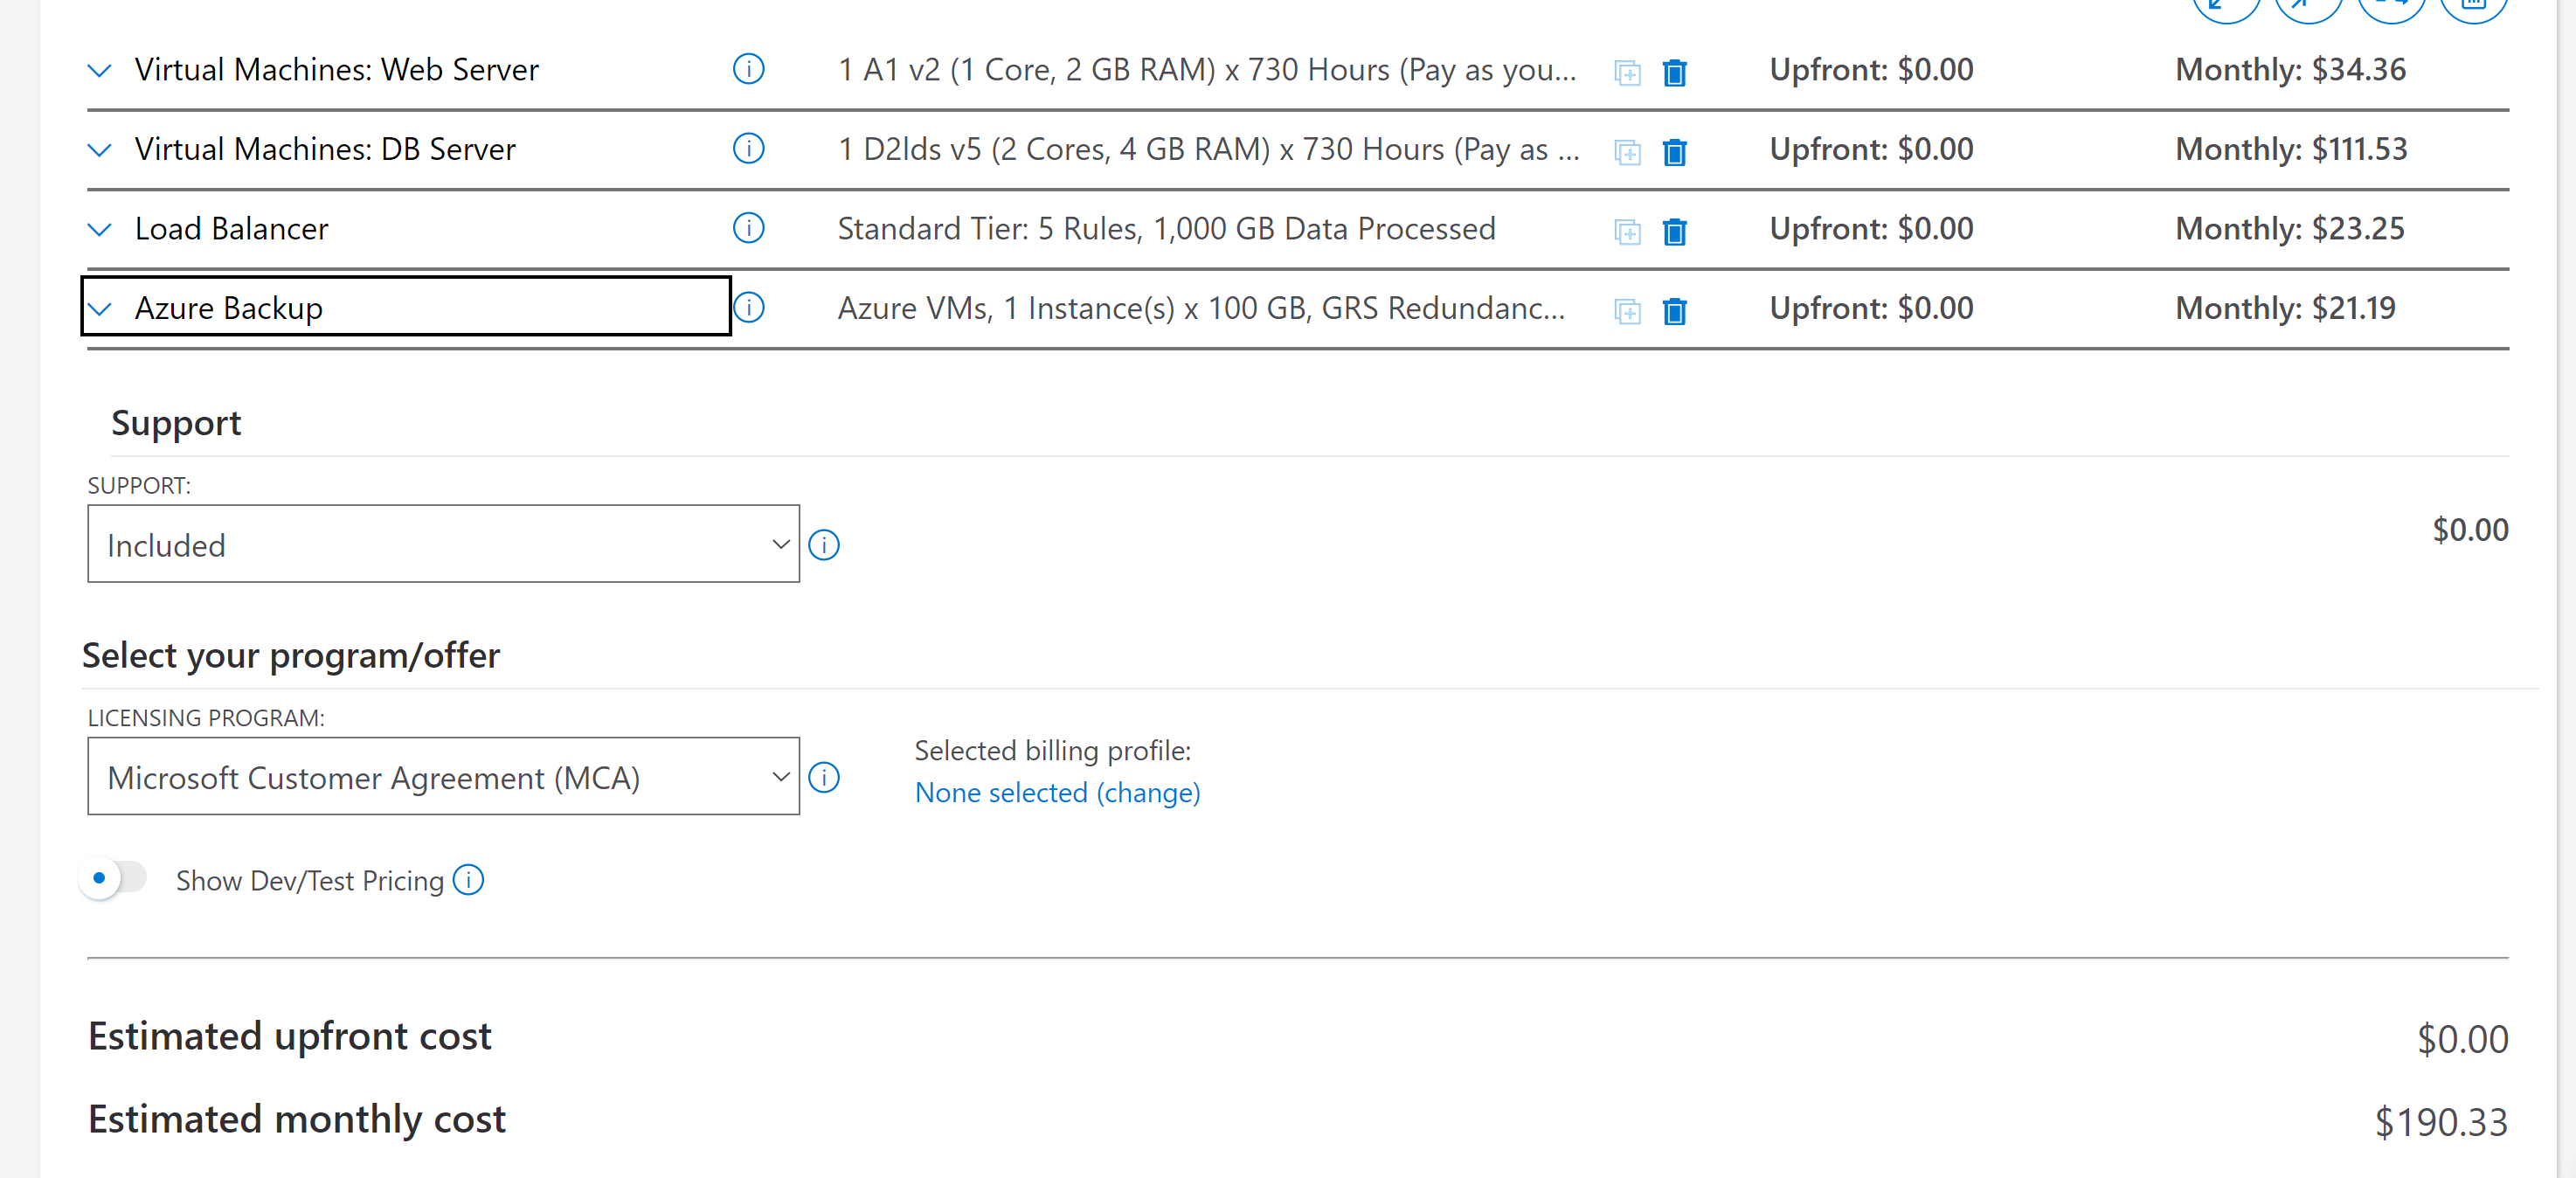 Virtual Machines: Web Server 1 A1 v2 (1 Core, 2 GB RAM) x 730 Hours (Pay as you... Upfront: $0.00 Monthly: $34.36
Virtual Machines: DB Server 1 D2lds v5 (2 Cores, 4 GB RAM) x 730 Hours (Pay as ... Upfront: $0.00 Monthly: $111.53
Load Balancer Standard Tier: 5 Rules, 1,000 GB Data Processed Upfront: $0.00 Monthly: $23.25
Azure Backup Azure VMs, 1 Instance(s) x 100 GB, GRS Redundanc... Upfront: $0.00 Monthly: $21.19
Support
SUPPORT:
Included $0.00
Select your program/offer
LICENSING PROGRAM:
Microsoft Customer Agreement (MCA)
Selected billing profile:
None selected (change)
Show Dev/Test Pricing
Estimated upfront cost $0.00
Estimated monthly cost $190.33